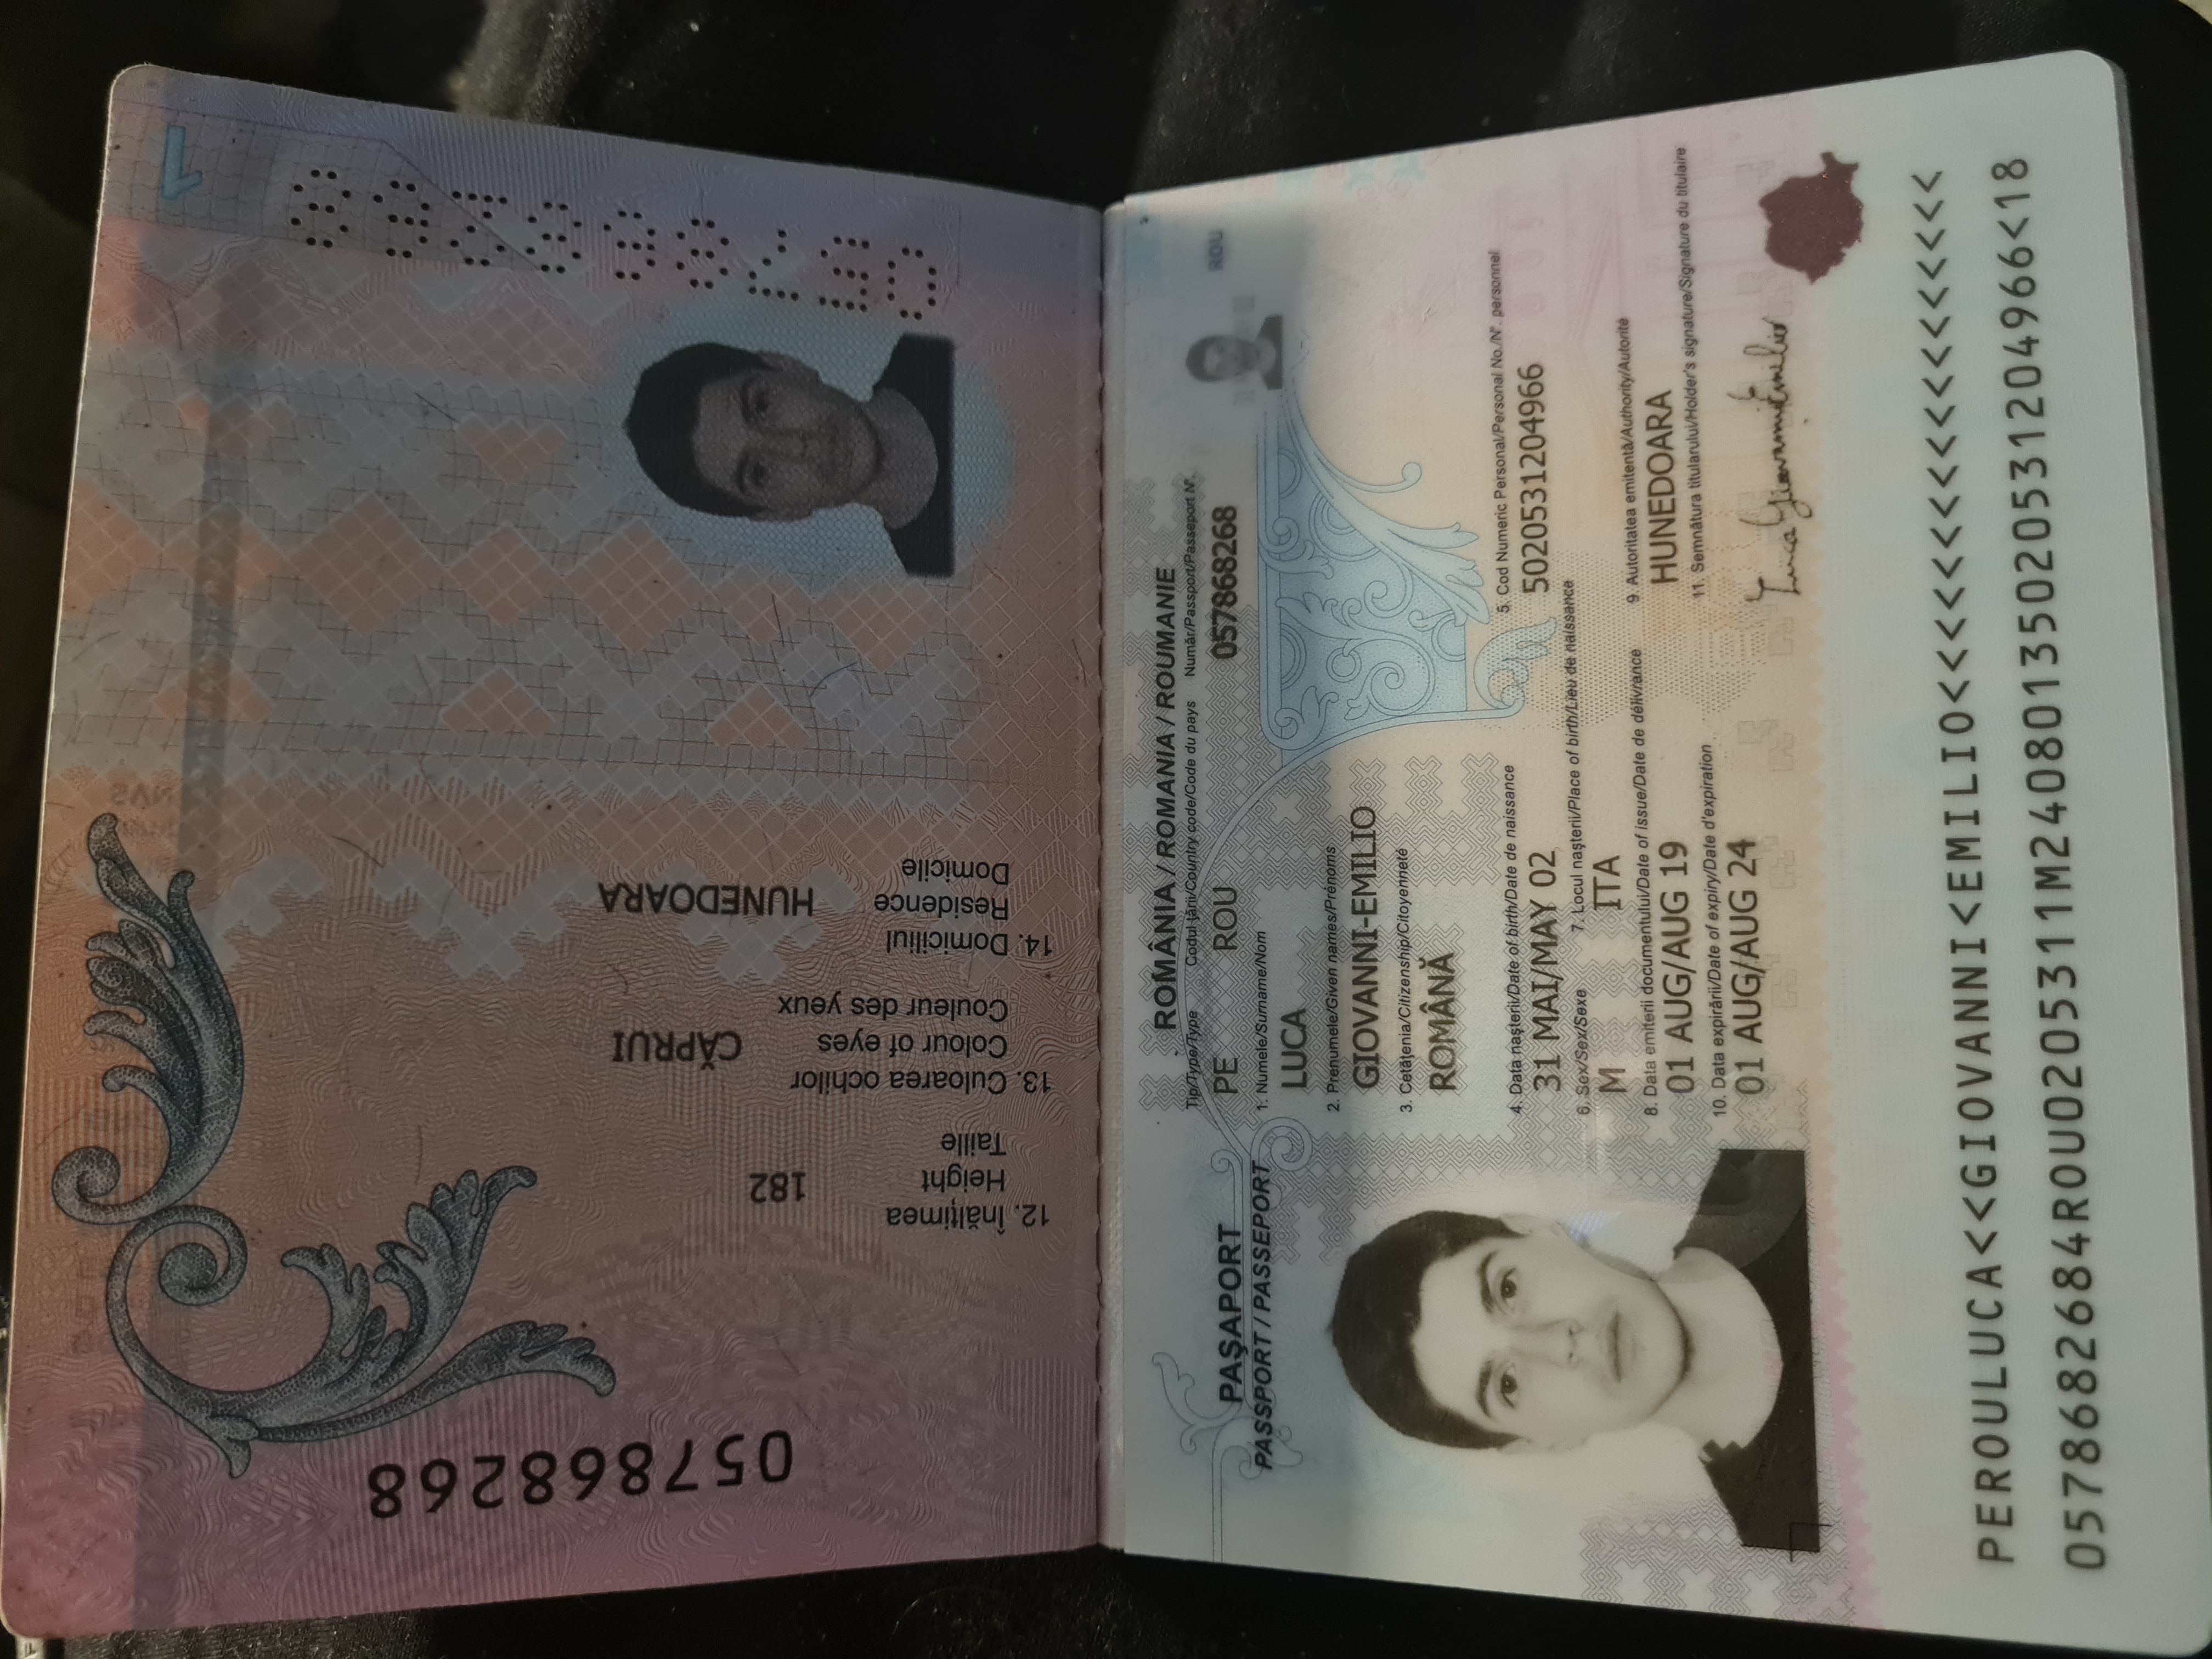 057868268
12. Înălțimea
Height 182
Taille
13. Culoarea ochilor
Colour of eyes CĂPRUI
Couleur des yeux
14. Domiciliul
Residence HUNEDOARA
Domicile
1
ROMÂNIA / ROMANIA / ROUMANIE
Tip/Type/Type Codul țării/Country code/Code du pays Număr/Passport/Passeport N°.
PAȘAPORT PE ROU 057868268 ROU
PASSPORT / PASSEPORT
1. Numele/Surname/Nom
LUCA
2. Prenumele/Given names/Prénoms
GIOVANNI-EMILIO
3. Cetățenia/Citizenship/Citoyenneté
ROMÂNĂ
4. Data nașterii/Date of birth/Date de naissance 5. Cod Numeric Personal/Personal No./N°. personnel
31 MAI/MAY 02 5020531204966
6. Sex/Sex/Sexe 7. Locul nașterii/Place of birth/Lieu de naissance
M ITA
8. Data emiterii documentului/Date of issue/Date de délivrance 9. Autoritatea emitentă/Authority/Autorité
01 AUG/AUG 19 HUNEDOARA
10. Data expirării/Date of expiry/Date d'expiration 11. Semnătura titularului/Holder's signature/Signature du titulaire
01 AUG/AUG 24 Luca Giovanni Emilio
PEROULUCA<<GIOVANNI<EMILIO<<<<<<<<<<<<<<<<<<
0578682684ROU0205311M24080135020531204966<18